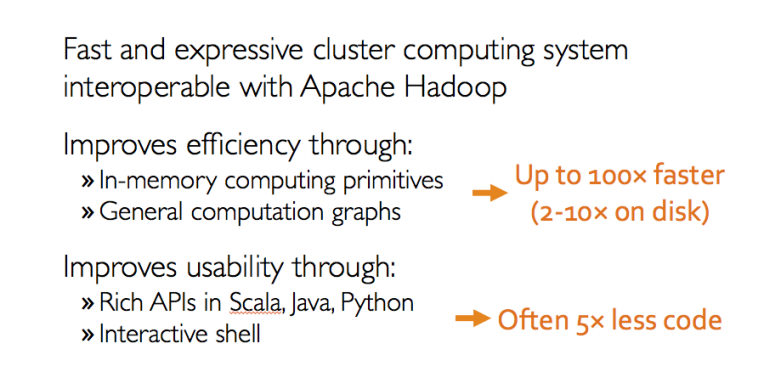 Fast and expressive cluster computing system
interoperable with Apache Hadoop
Improves efficiency through:
» In-memory computing primitives
» General computation graphs
Up to 100× faster
(2-10× on disk)
Improves usability through:
» Rich APIs in Scala, Java, Python
» Interactive shell
Often 5× less code